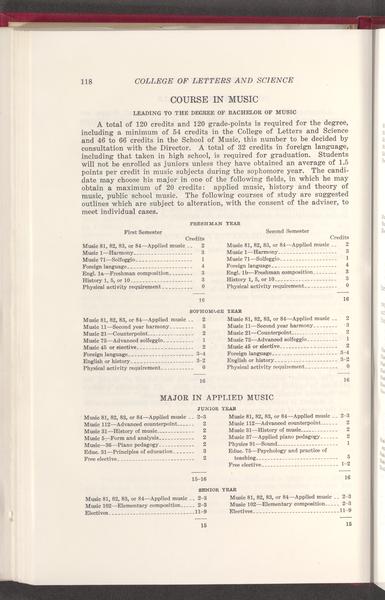 118 COLLEGE OF LETTERS AND SCIENCE
COURSE IN MUSIC
LEADING TO THE DEGREE OF BACHELOR OF MUSIC
A total of 120 credits and 120 grade-points is required for the degree,
including a minimum of 54 credits in the College of Letters and Science
and 46 to 66 credits in the School of Music, this number to be decided by
consultation with the Director. A total of 32 credits in foreign language,
including that taken in high school, is required for graduation. Students
will not be enrolled as juniors unless they have obtained an average of 1.5
points per credit in music subjects during the sophomore year. The candi-
date may choose his major in one of the following fields, in which he may
obtain a maximum of 20 credits: applied music, history and theory of
music, public school music. The following courses of study are suggested
outlines which are subject to alteration, with the consent of the adviser, to
meet individual cases.
FRESHMAN YEAR
First Semester
Credits
Music 81, 82, 83, or 84—Applied music 2
Music 1—Harmony 3
Music 71—Solfeggio 1
Foreign language 4
Engl. 1a—Freshman composition 3
History 1, 5, or 10 3
Physical activity requirement 0
16
Second Semester
Credits
Music 81, 82, 83, or 84—Applied music 2
Music 1—Harmony 3
Music 71—Solfeggio 1
Foreign language 4
Engl. 1b—Freshman composition 3
History 1, 5, or 10 3
Physical activity requirement 0
16
SOPHOMORE YEAR
Music 81, 82, 83, or 84—Applied music 2
Music 11—Second year harmony 3
Music 21—Counterpoint 2
Music 73—Advanced solfeggio 1
Music 45 or elective 2
Foreign language 3–4
English or history 3–2
Physical activity requirement 0
16
Music 81, 82, 83, or 84—Applied music 2
Music 11—Second year harmony 3
Music 21—Counterpoint 2
Music 73—Advanced solfeggio 1
Music 45 or elective 2
Foreign language 3–4
English or history 3–2
Physical activity requirement 0
16
MAJOR IN APPLIED MUSIC
JUNIOR YEAR
Music 81, 82, 83, or 84—Applied music 2–3
Music 112—Advanced counterpoint 2
Music 31—History of music 2
Music 5—Form and analysis 2
Music—36—Piano pedagogy 2
Educ. 31—Principles of education 3
Free elective 2
15–16
Music 81, 82, 83, or 84—Applied music 2–3
Music 112—Advanced counterpoint 2
Music 31—History of music 2
Music 37—Applied piano pedagogy 2
Physics 91—Sound 1
Educ. 75—Psychology and practice of
teaching 5
Free elective 1–2
16
SENIOR YEAR
Music 81, 82, 83, or 84—Applied music 2–3
Music 102—Elementary composition 2–3
Electives 11–9
15
Music 81, 82, 83, or 84—Applied music 2–3
Music 102—Elementary composition 2–3
Electives 11–9
15